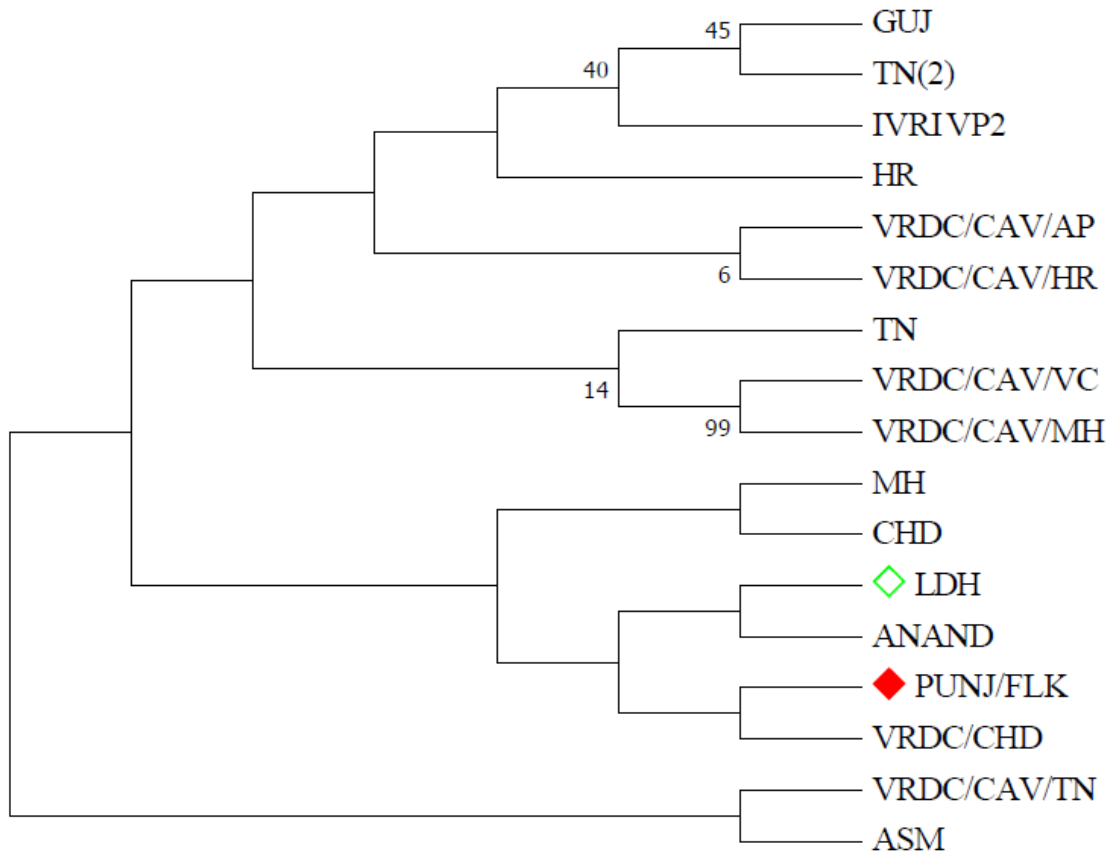 GUJ
45
TN(2)
40
IVRI VP2
HR
VRDC/CAV/AP
VRDC/CAV/HR
6
TN
VRDC/CAV/VC
14
VRDC/CAV/MH
99
MH
CHD
LDH
ANAND
PUNJ/FLK
VRDC/CHD
VRDC/CAV/TN
ASM